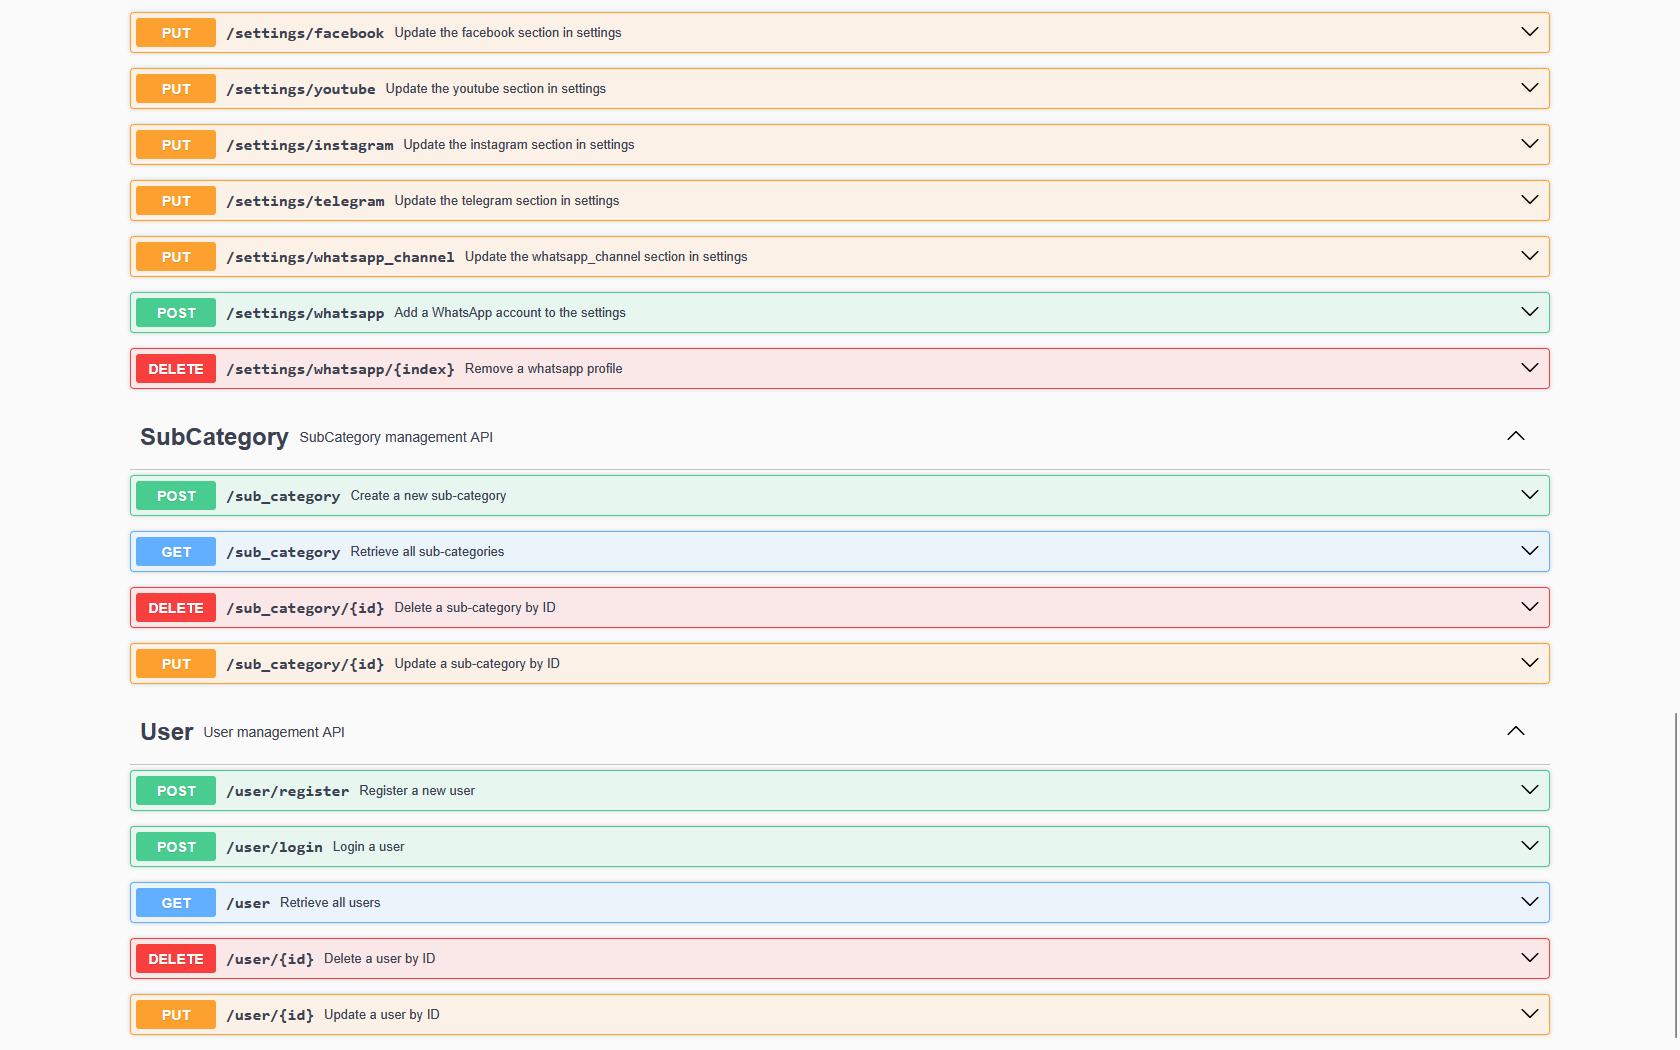 PUT /settings/facebook Update the facebook section in settings
PUT /settings/youtube Update the youtube section in settings
PUT /settings/instagram Update the instagram section in settings
PUT /settings/telegram Update the telegram section in settings
PUT /settings/whatsapp_channel Update the whatsapp_channel section in settings
POST /settings/whatsapp Add a WhatsApp account to the settings
DELETE /settings/whatsapp/{index} Remove a whatsapp profile
SubCategory SubCategory management API
POST /sub_category Create a new sub-category
GET /sub_category Retrieve all sub-categories
DELETE /sub_category/{id} Delete a sub-category by ID
PUT /sub_category/{id} Update a sub-category by ID
User User management API
POST /user/register Register a new user
POST /user/login Login a user
GET /user Retrieve all users
DELETE /user/{id} Delete a user by ID
PUT /user/{id} Update a user by ID